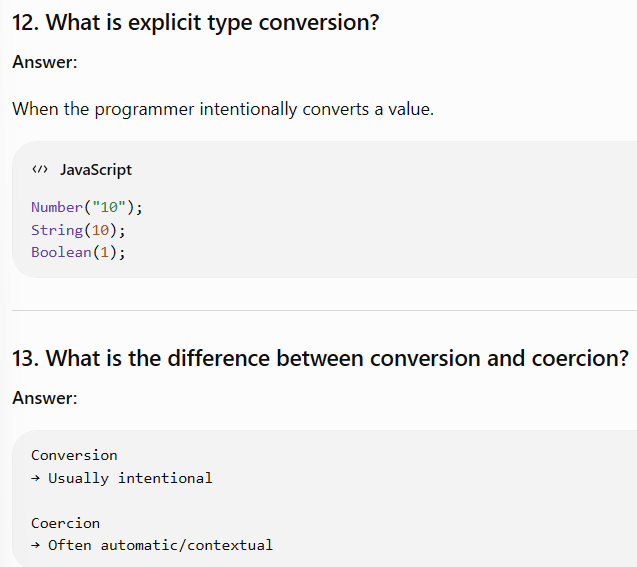 12. What is explicit type conversion?
Answer:
When the programmer intentionally converts a value.
</> JavaScript
Number("10");
String(10);
Boolean(1);
13. What is the difference between conversion and coercion?
Answer:
Conversion
→ Usually intentional
Coercion
→ Often automatic/contextual